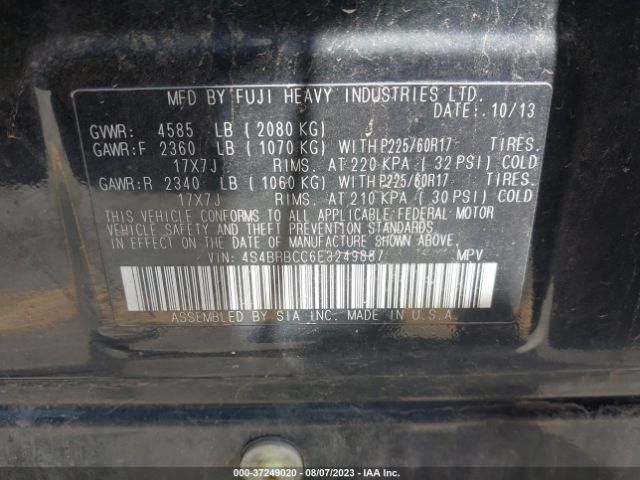 MFD BY FUJI HEAVY INDUSTRIES LTD.
DATE: 10/13
GVWR: 4585 LB (2080 KG)
GAWR:F 2360 LB (1070 KG) WITH P225/60R17 TIRES.
17X7J RIMS. AT 220 KPA (32 PSI) COLD
GAWR:R 2340 LB (1060 KG) WITH P225/60R17 TIRES.
17X7J RIMS. AT 210 KPA (30 PSI) COLD
THIS VEHICLE CONFORMS TO ALL APPLICABLE FEDERAL MOTOR
VEHICLE SAFETY AND THEFT PREVENTION STANDARDS
IN EFFECT ON THE DATE OF MANUFACTURE SHOWN ABOVE.
VIN: 4S4BRBCC6E3249887 MPV
ASSEMBLED BY SIA INC. MADE IN U.S.A.
000-37249020 - 08/07/2023 - IAA Inc.